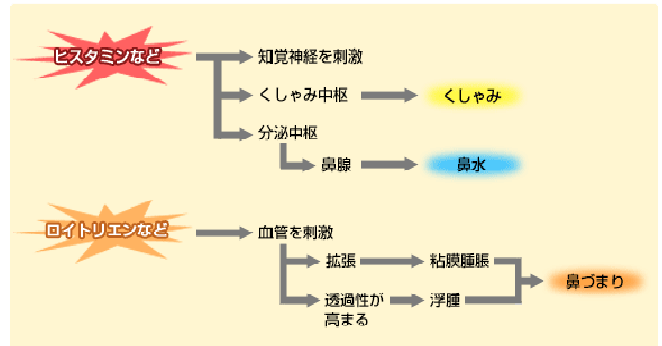 ヒスタミンなど
知覚神経を刺激
くしゃみ中枢
くしゃみ
分泌中枢
鼻腺
鼻水
ロイトリエンなど
血管を刺激
拡張
粘膜腫脹
透過性が
高まる
浮腫
鼻づまり